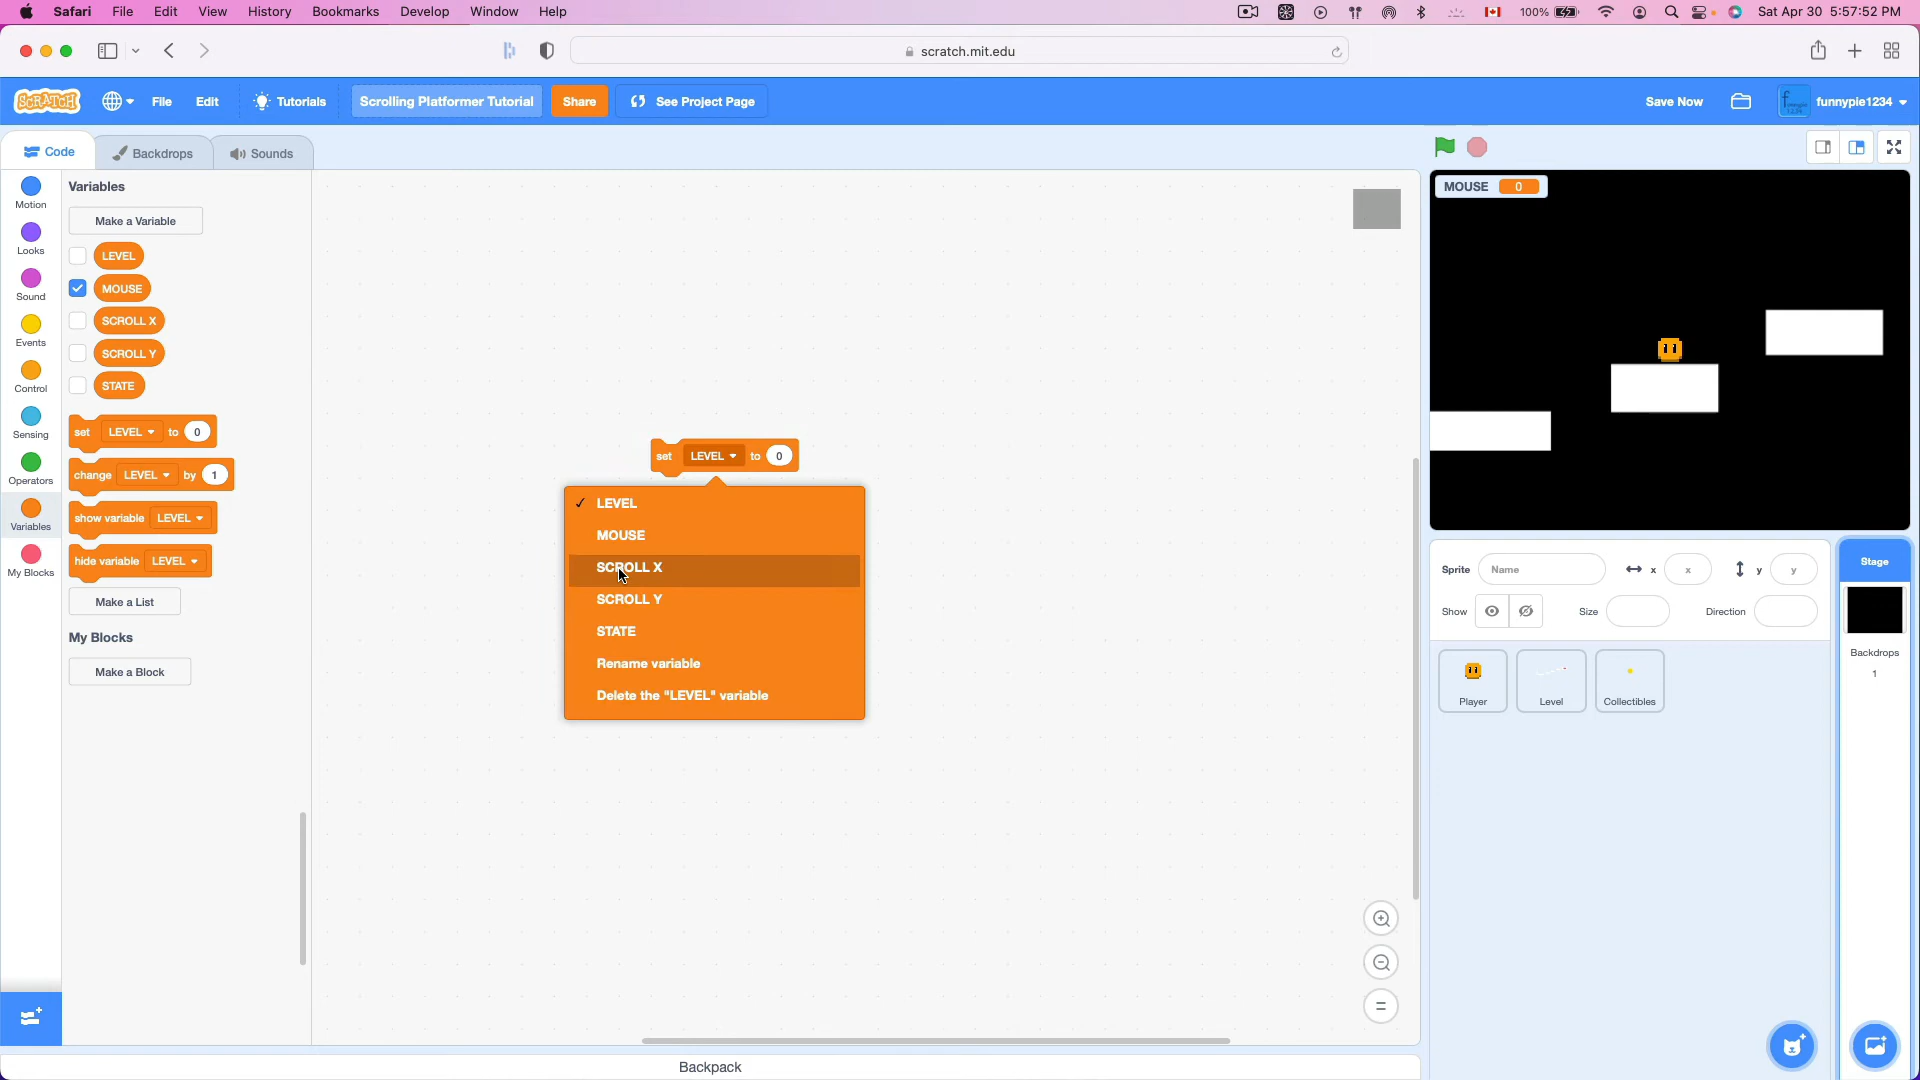 Safari File Edit View History Bookmarks Develop Window Help 100% Sat Apr 30 5:57:52 PM
scratch.mit.edu
SCRATCH File Edit Tutorials Scrolling Platformer Tutorial Share See Project Page Save Now funnypie1234
Code Backdrops Sounds
Variables
Make a Variable
LEVEL
MOUSE
SCROLL X
SCROLL Y
STATE
set LEVEL to 0
change LEVEL by 1
show variable LEVEL
hide variable LEVEL
Make a List
My Blocks
Make a Block
Motion
Looks
Sound
Events
Control
Sensing
Operators
Variables
My Blocks
set LEVEL to 0
✓ LEVEL
MOUSE
SCROLL X
SCROLL Y
STATE
Rename variable
Delete the "LEVEL" variable
Backpack
MOUSE 0
Sprite Name x x y y
Show Size Direction
Player Level Collectibles
Stage
Backdrops
1